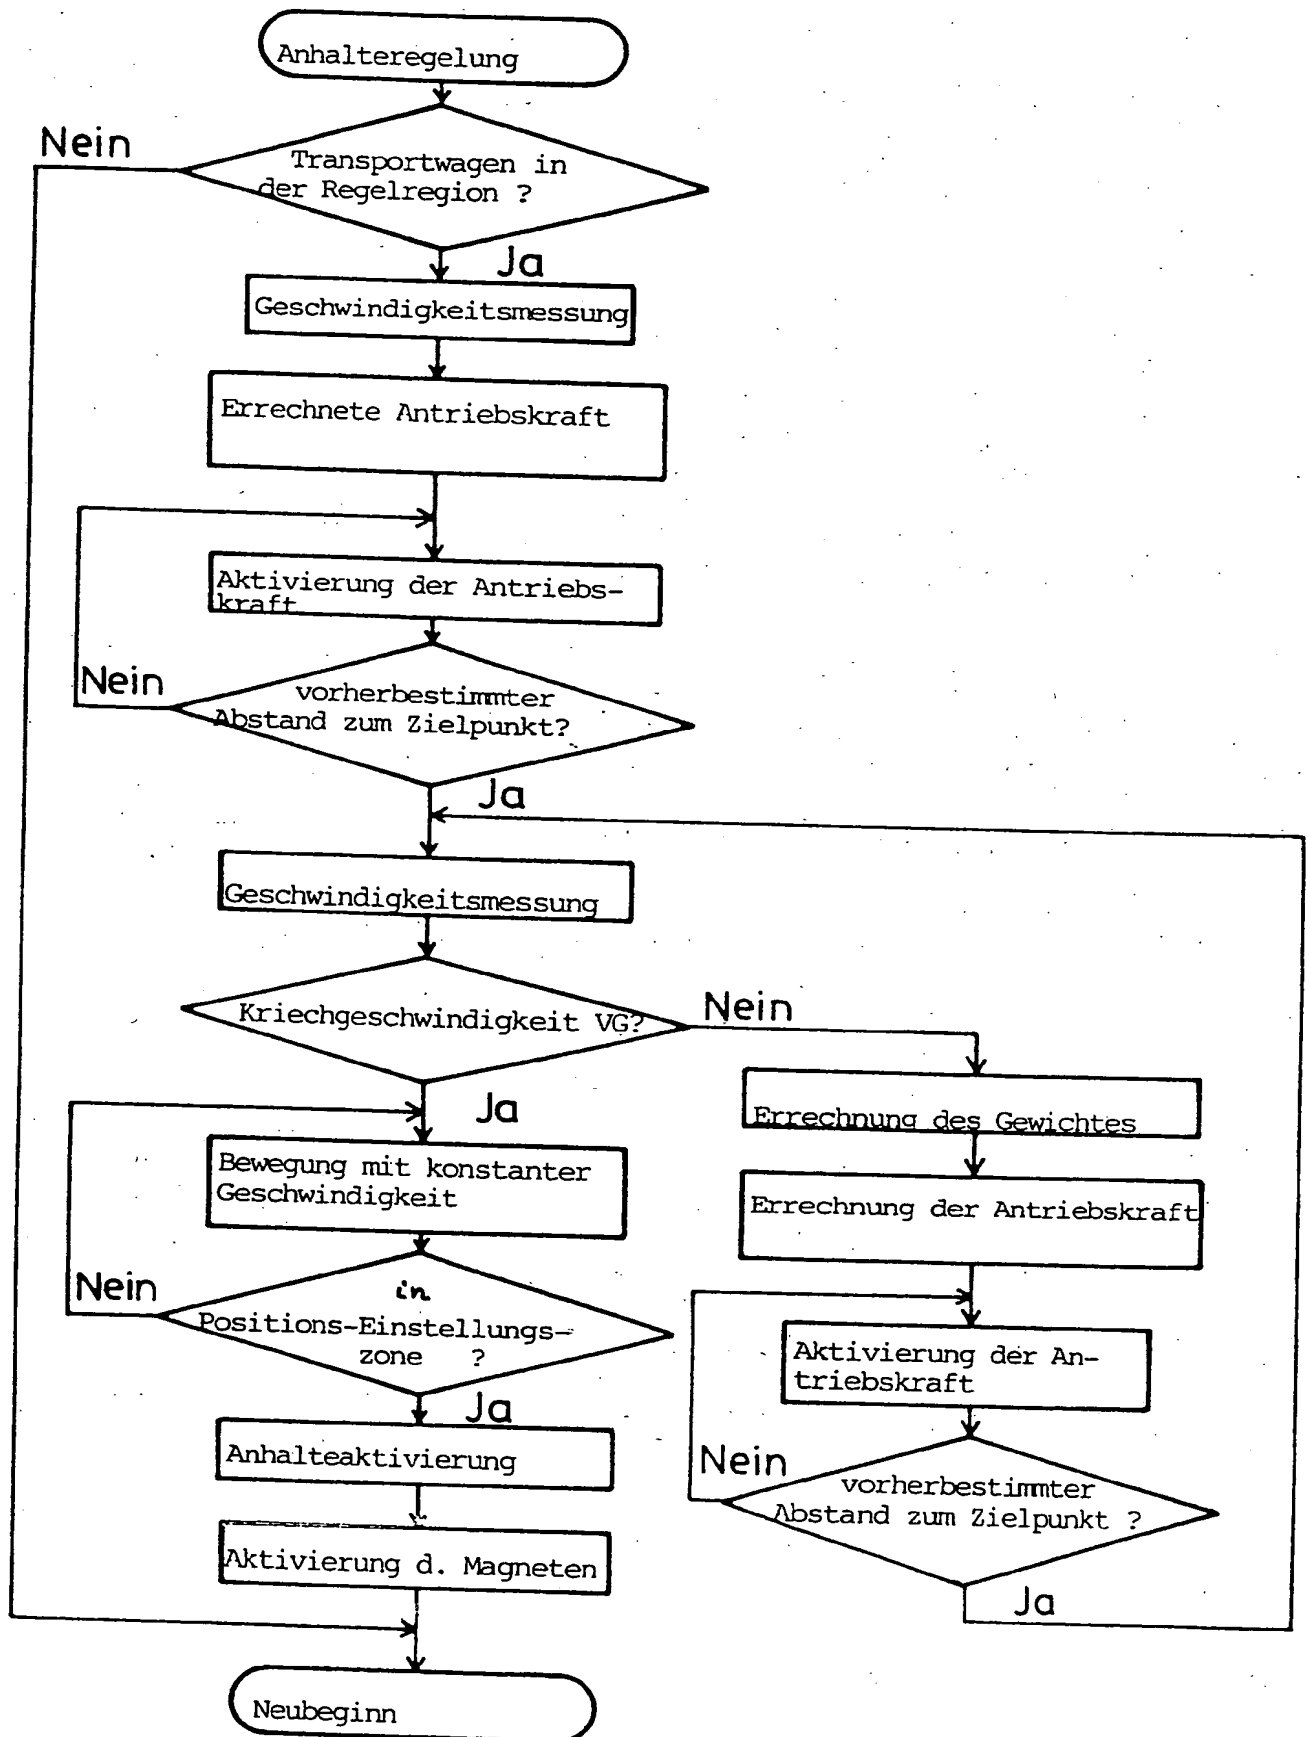 Anhalteregelung
Nein
Transportwagen in
der Regelregion ?
Ja
Geschwindigkeitsmessung
Errechnete Antriebskraft
Aktivierung der Antriebs-
kraft
Nein
vorherbestimmter
Abstand zum Zielpunkt?
Ja
Geschwindigkeitsmessung
Kriechgeschwindigkeit VG?
Nein
Ja
Errechnung des Gewichtes
Bewegung mit konstanter
Geschwindigkeit
Errechnung der Antriebskraft
Nein
in
Positions-Einstellungs-
zone ?
Ja
Aktivierung der An-
triebskraft
Anhalteaktivierung
Nein
vorherbestimmter
Abstand zum Zielpunkt ?
Ja
Aktivierung d. Magneten
Neubeginn